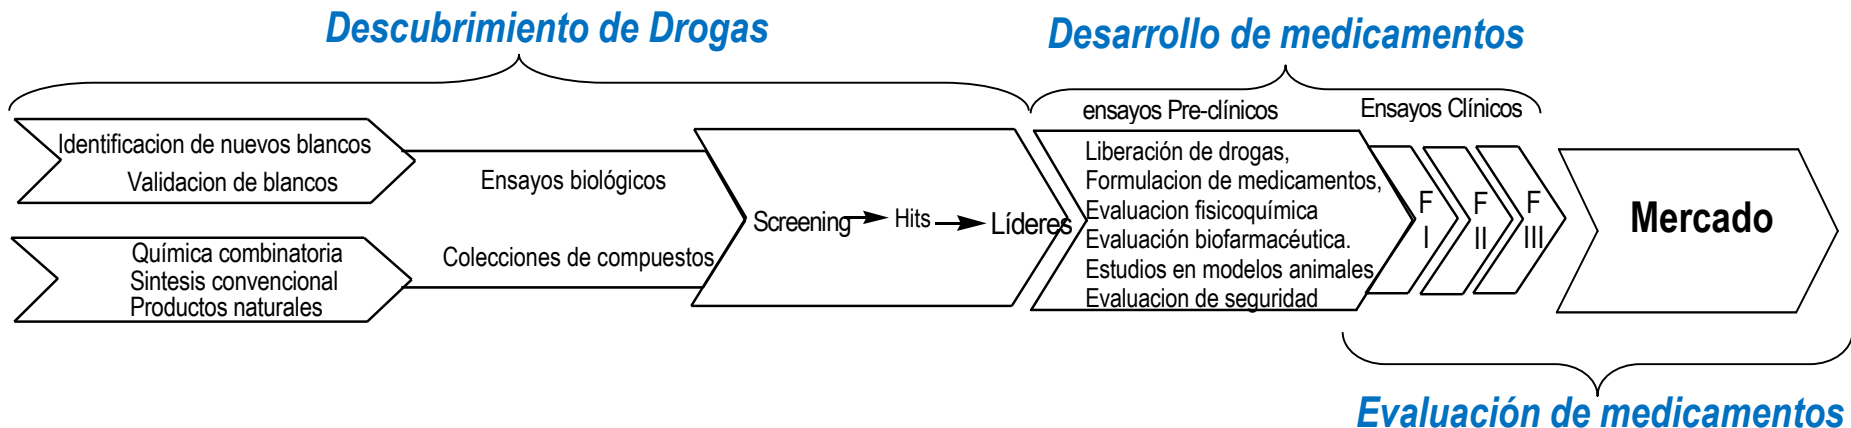 Descubrimiento de Drogas
Desarrollo de medicamentos
ensayos Pre-clínicos
Ensayos Clínicos
Identificacion de nuevos blancos
Validacion de blancos
Química combinatoria
Sintesis convencional
Productos naturales
Ensayos biológicos
Colecciones de compuestos
Screening
Hits
Líderes
Liberación de drogas,
Formulacion de medicamentos,
Evaluacion fisicoquímica
Evaluación biofarmacéutica.
Estudios en modelos animales
Evaluacion de seguridad
F
I
F
II
F
III
Mercado
Evaluación de medicamentos